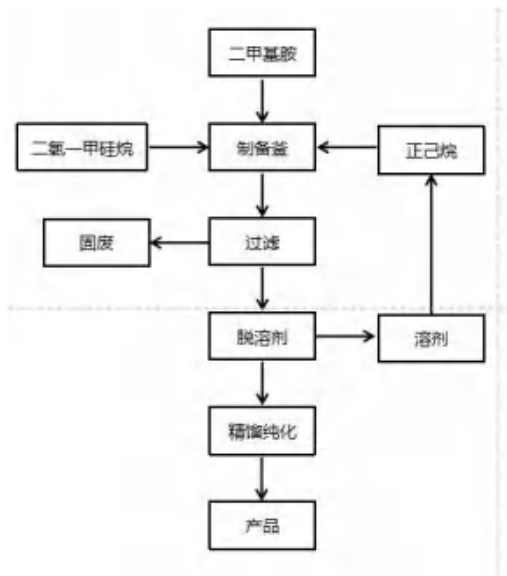 二甲基胺
二氯一甲硅烷
制备釜
正己烷
固废
过滤
脱溶剂
溶剂
精馏纯化
产品